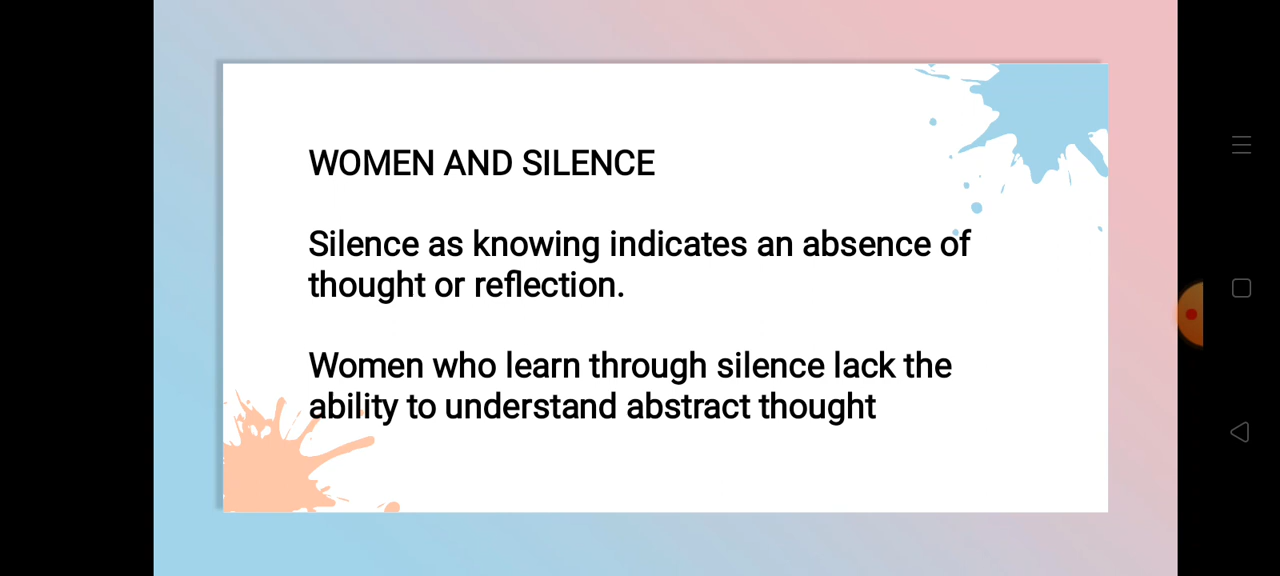 WOMEN AND SILENCE
Silence as knowing indicates an absence of
thought or reflection.
Women who learn through silence lack the
ability to understand abstract thought